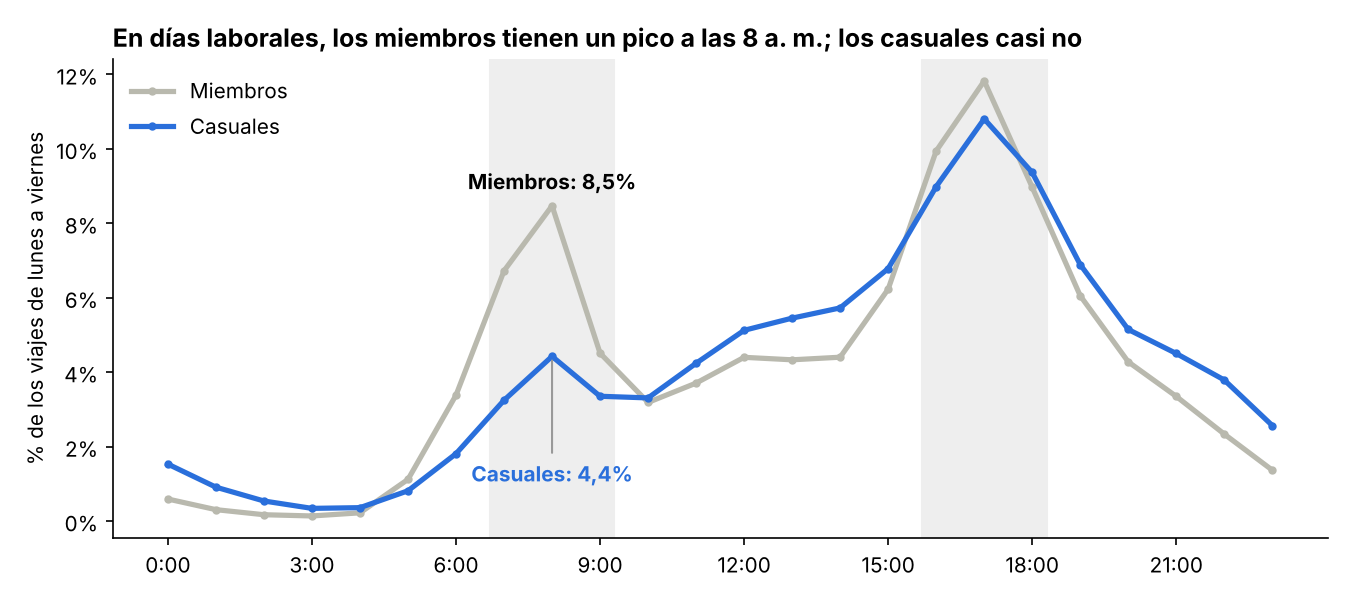 En días laborales, los miembros tienen un pico a las 8 a. m.; los casuales casi no
12%
10%
8%
6%
4%
2%
0%
% de los viajes de lunes a viernes
Miembros
Casuales
Miembros: 8,5%
Casuales: 4,4%
0:00
3:00
6:00
9:00
12:00
15:00
18:00
21:00